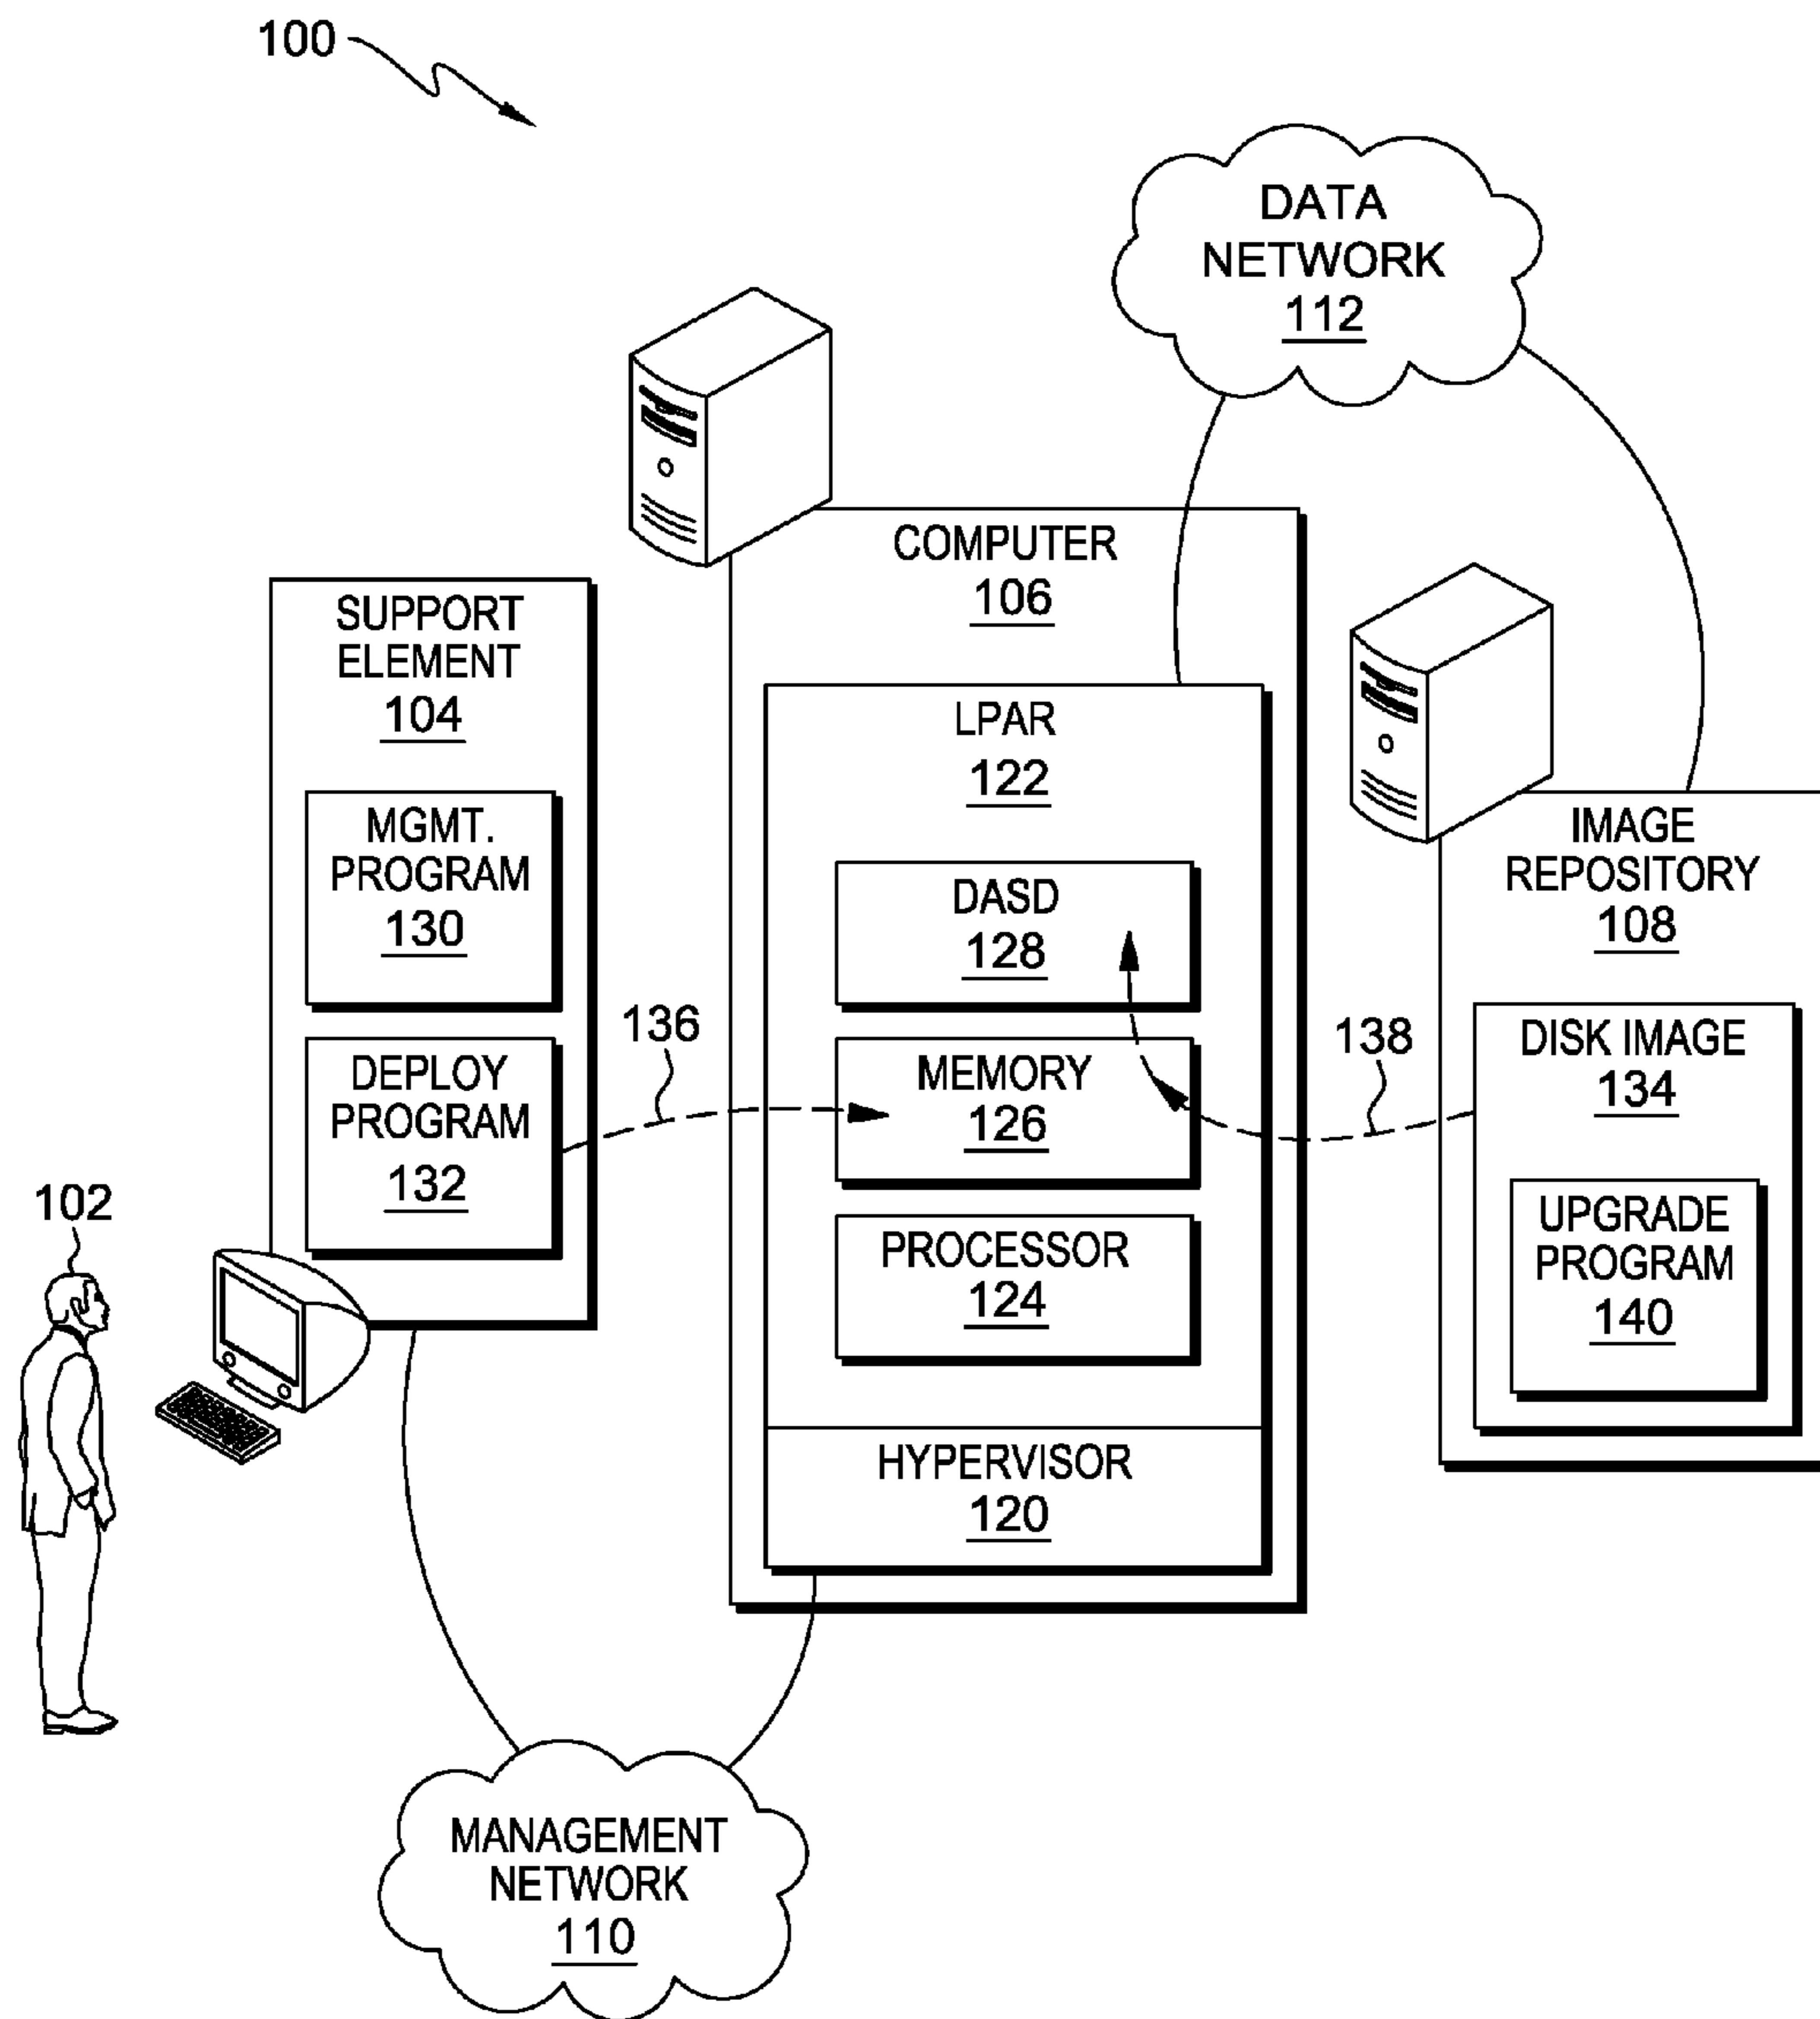 100
DATA
NETWORK
112
COMPUTER
106
SUPPORT
ELEMENT
104
MGMT.
PROGRAM
130
DEPLOY
PROGRAM
132
136
LPAR
122
DASD
128
MEMORY
126
PROCESSOR
124
HYPERVISOR
120
IMAGE
REPOSITORY
108
138
DISK IMAGE
134
UPGRADE
PROGRAM
140
102
MANAGEMENT
NETWORK
110